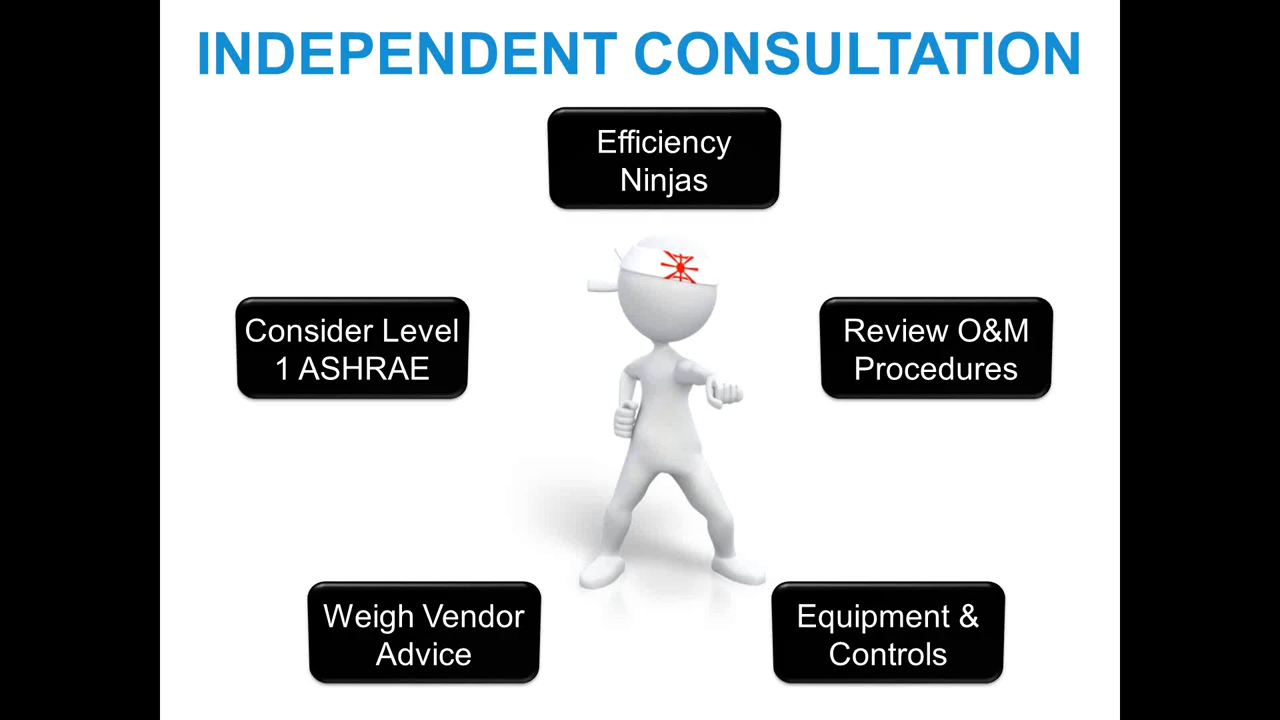 INDEPENDENT CONSULTATION
Efficiency
Ninjas
Consider Level
1 ASHRAE
Review O&M
Procedures
Weigh Vendor
Advice
Equipment &
Controls